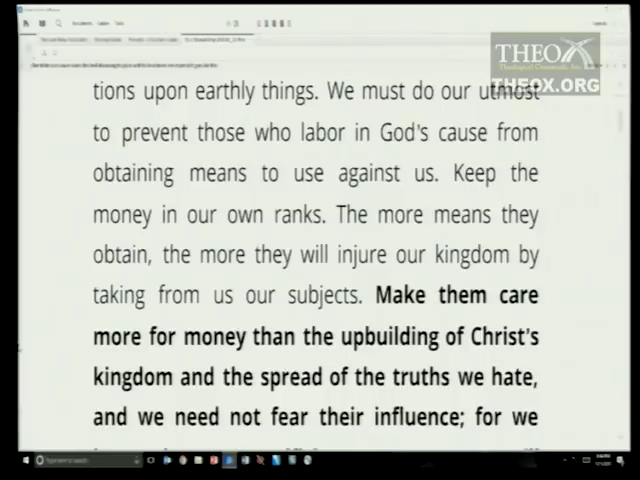 THEOX
THEOX.ORG
tions upon earthly things. We must do our utmost
to prevent those who labor in God's cause from
obtaining means to use against us. Keep the
money in our own ranks. The more means they
obtain, the more they will injure our kingdom by
taking from us our subjects. Make them care
more for money than the upbuilding of Christ's
kingdom and the spread of the truths we hate,
and we need not fear their influence; for we